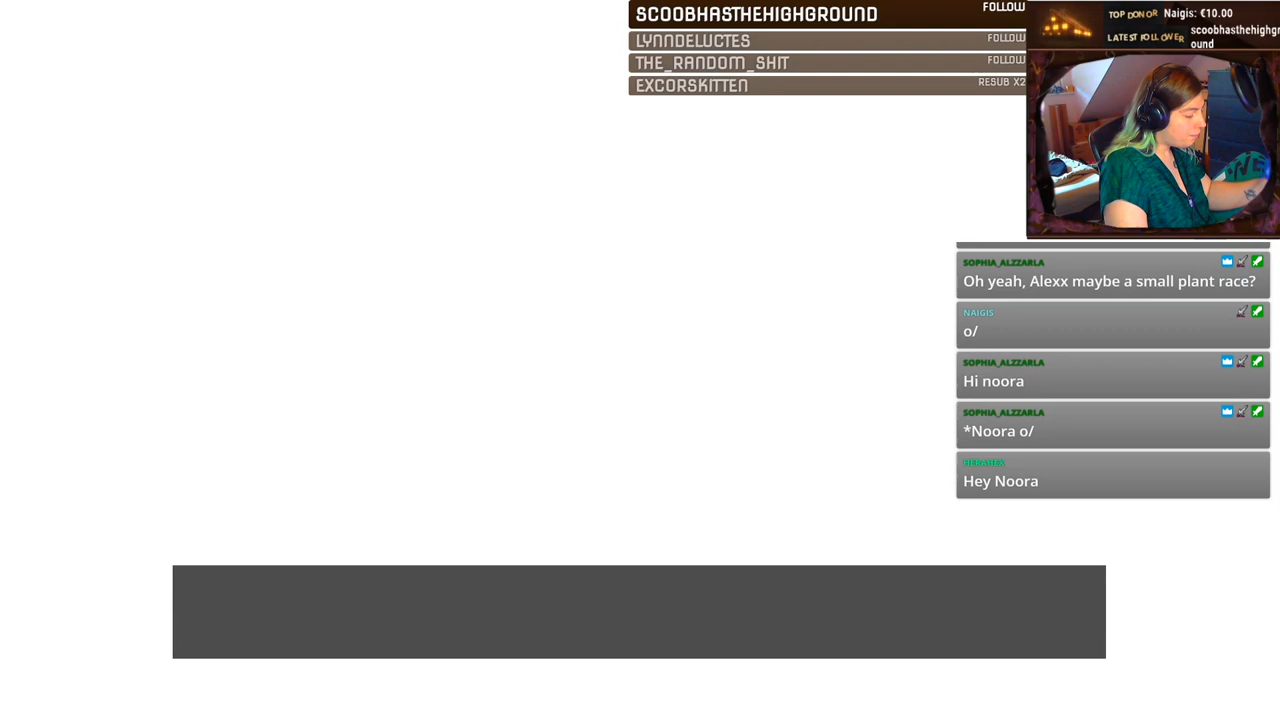 SCOOBHASTHEHIGHGROUND FOLLOW
LYNNDELUCTES FOLLOW
THE_RANDOM_SHIT FOLLOW
EXCORSKITTEN RESUB X2
TOP DONOR Naigis: €10.00
LATEST FOLLOWER scoobhasthehighgr
ound
SOPHIA_ALZZARLA
Oh yeah, Alexx maybe a small plant race?
NAIGIS
o/
SOPHIA_ALZZARLA
Hi noora
SOPHIA_ALZZARLA
*Noora o/
Hey Noora